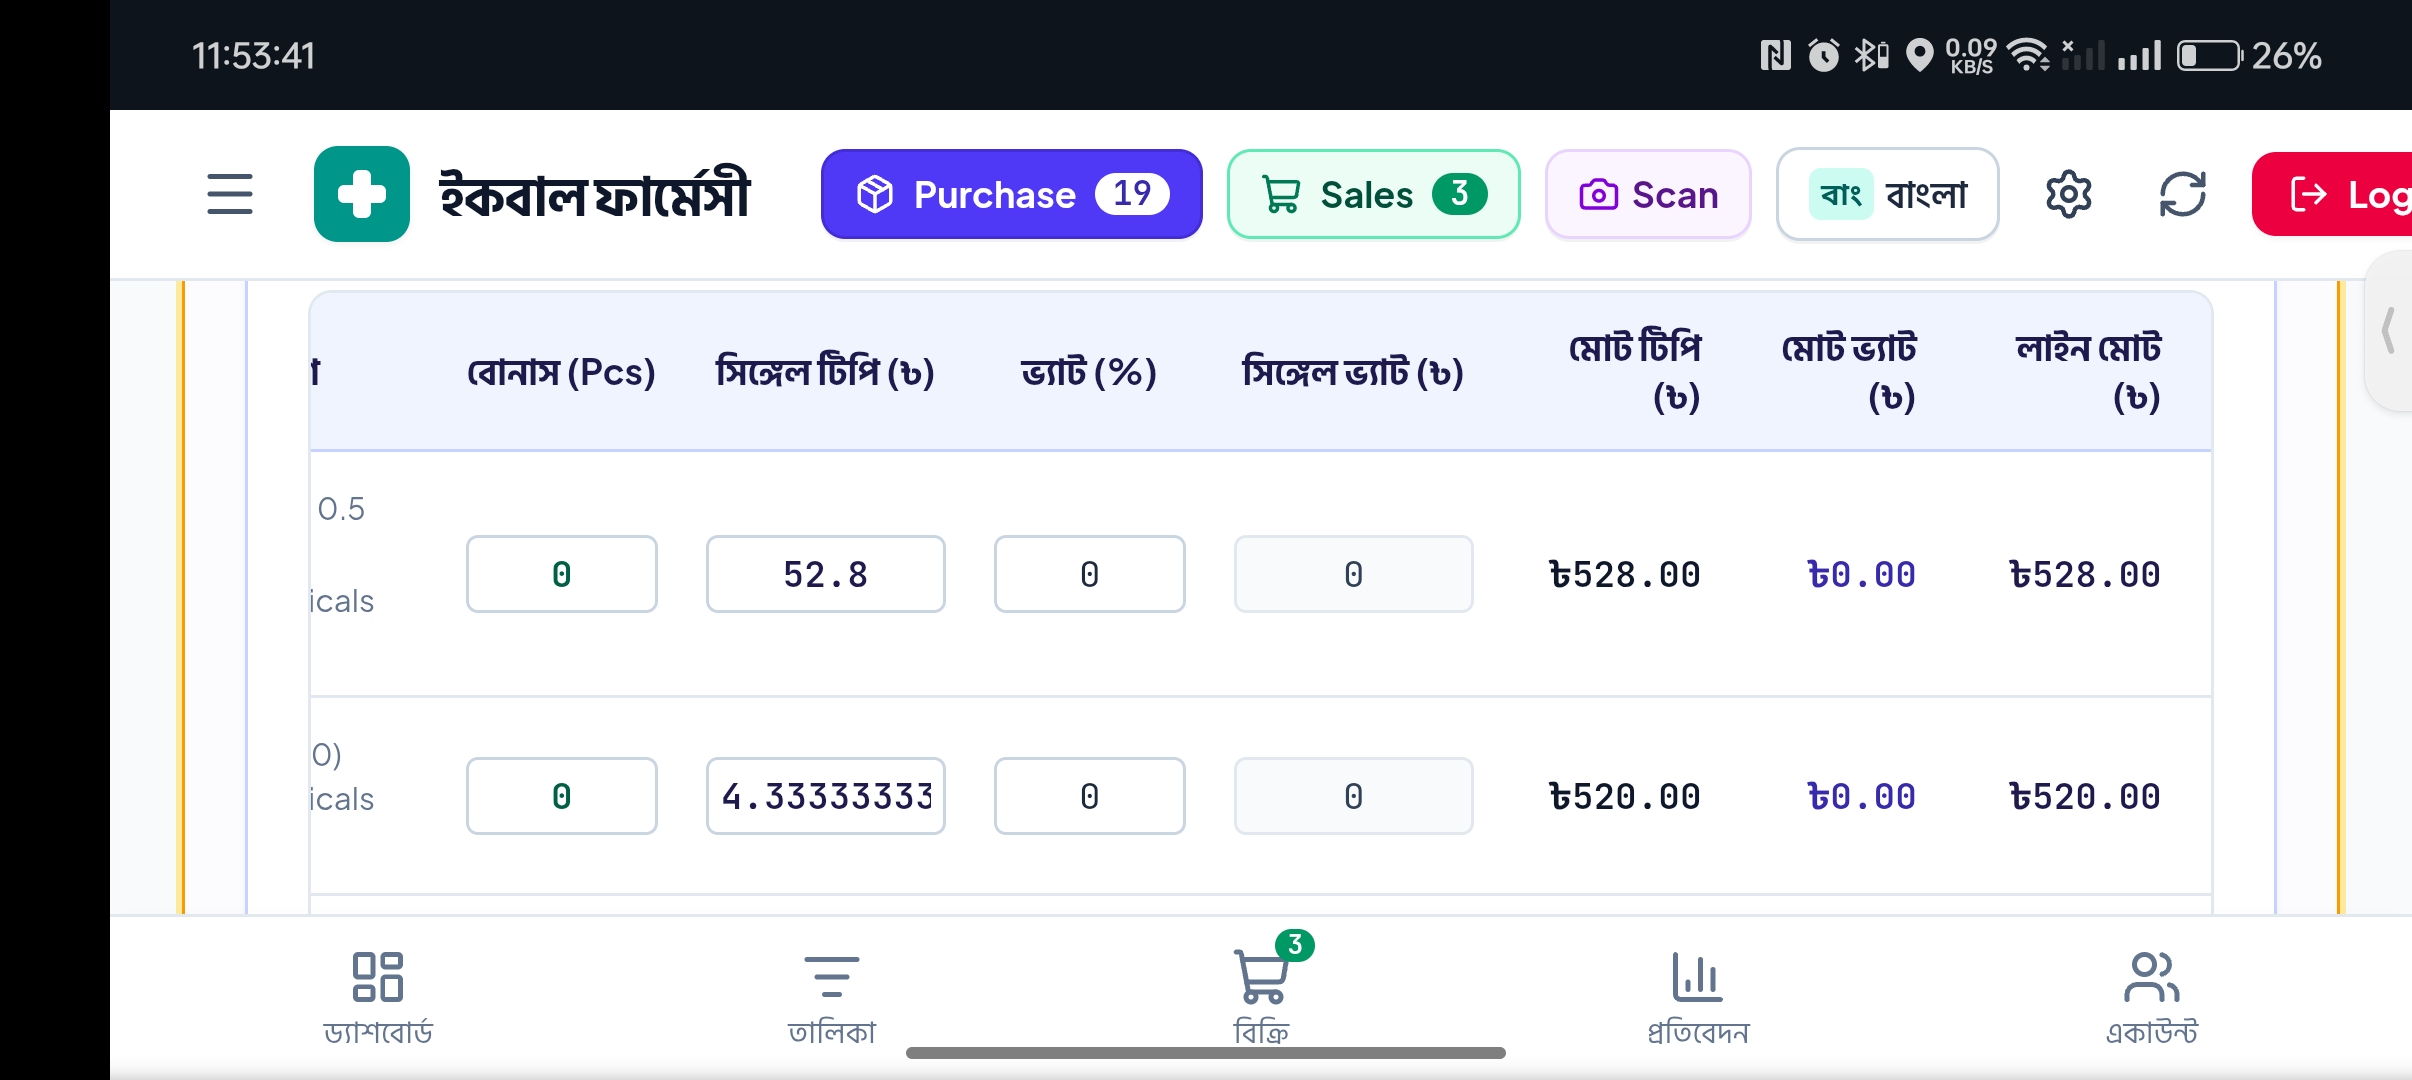 11:53:41
0.09 KB/S 26%
ইকবাল ফার্মেসী Purchase 19 Sales 3 Scan বাং বাংলা Log
বোনাস (Pcs) সিঙ্গেল টিপি (৳) ভ্যাট (%) সিঙ্গেল ভ্যাট (৳) মোট টিপি (৳) মোট ভ্যাট (৳) লাইন মোট (৳)
0.5
icals
0 52.8 0 0 ৳528.00 ৳0.00 ৳528.00
0)
icals
0 4.33333333 0 0 ৳520.00 ৳0.00 ৳520.00
3
ড্যাশবোর্ড তালিকা বিক্রি প্রতিবেদন একাউন্ট